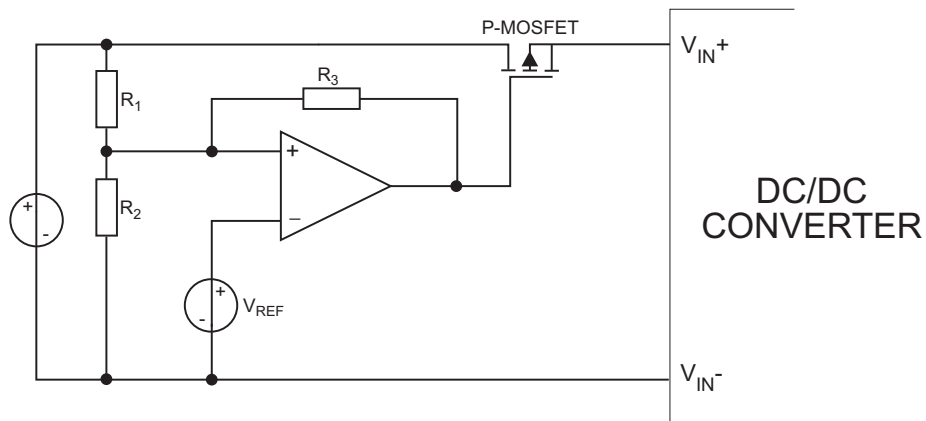 P-MOSFET
V_IN+
R_3
R_1
+
R_2
+
-
−
DC/DC
CONVERTER
+
-
V_REF
V_IN-